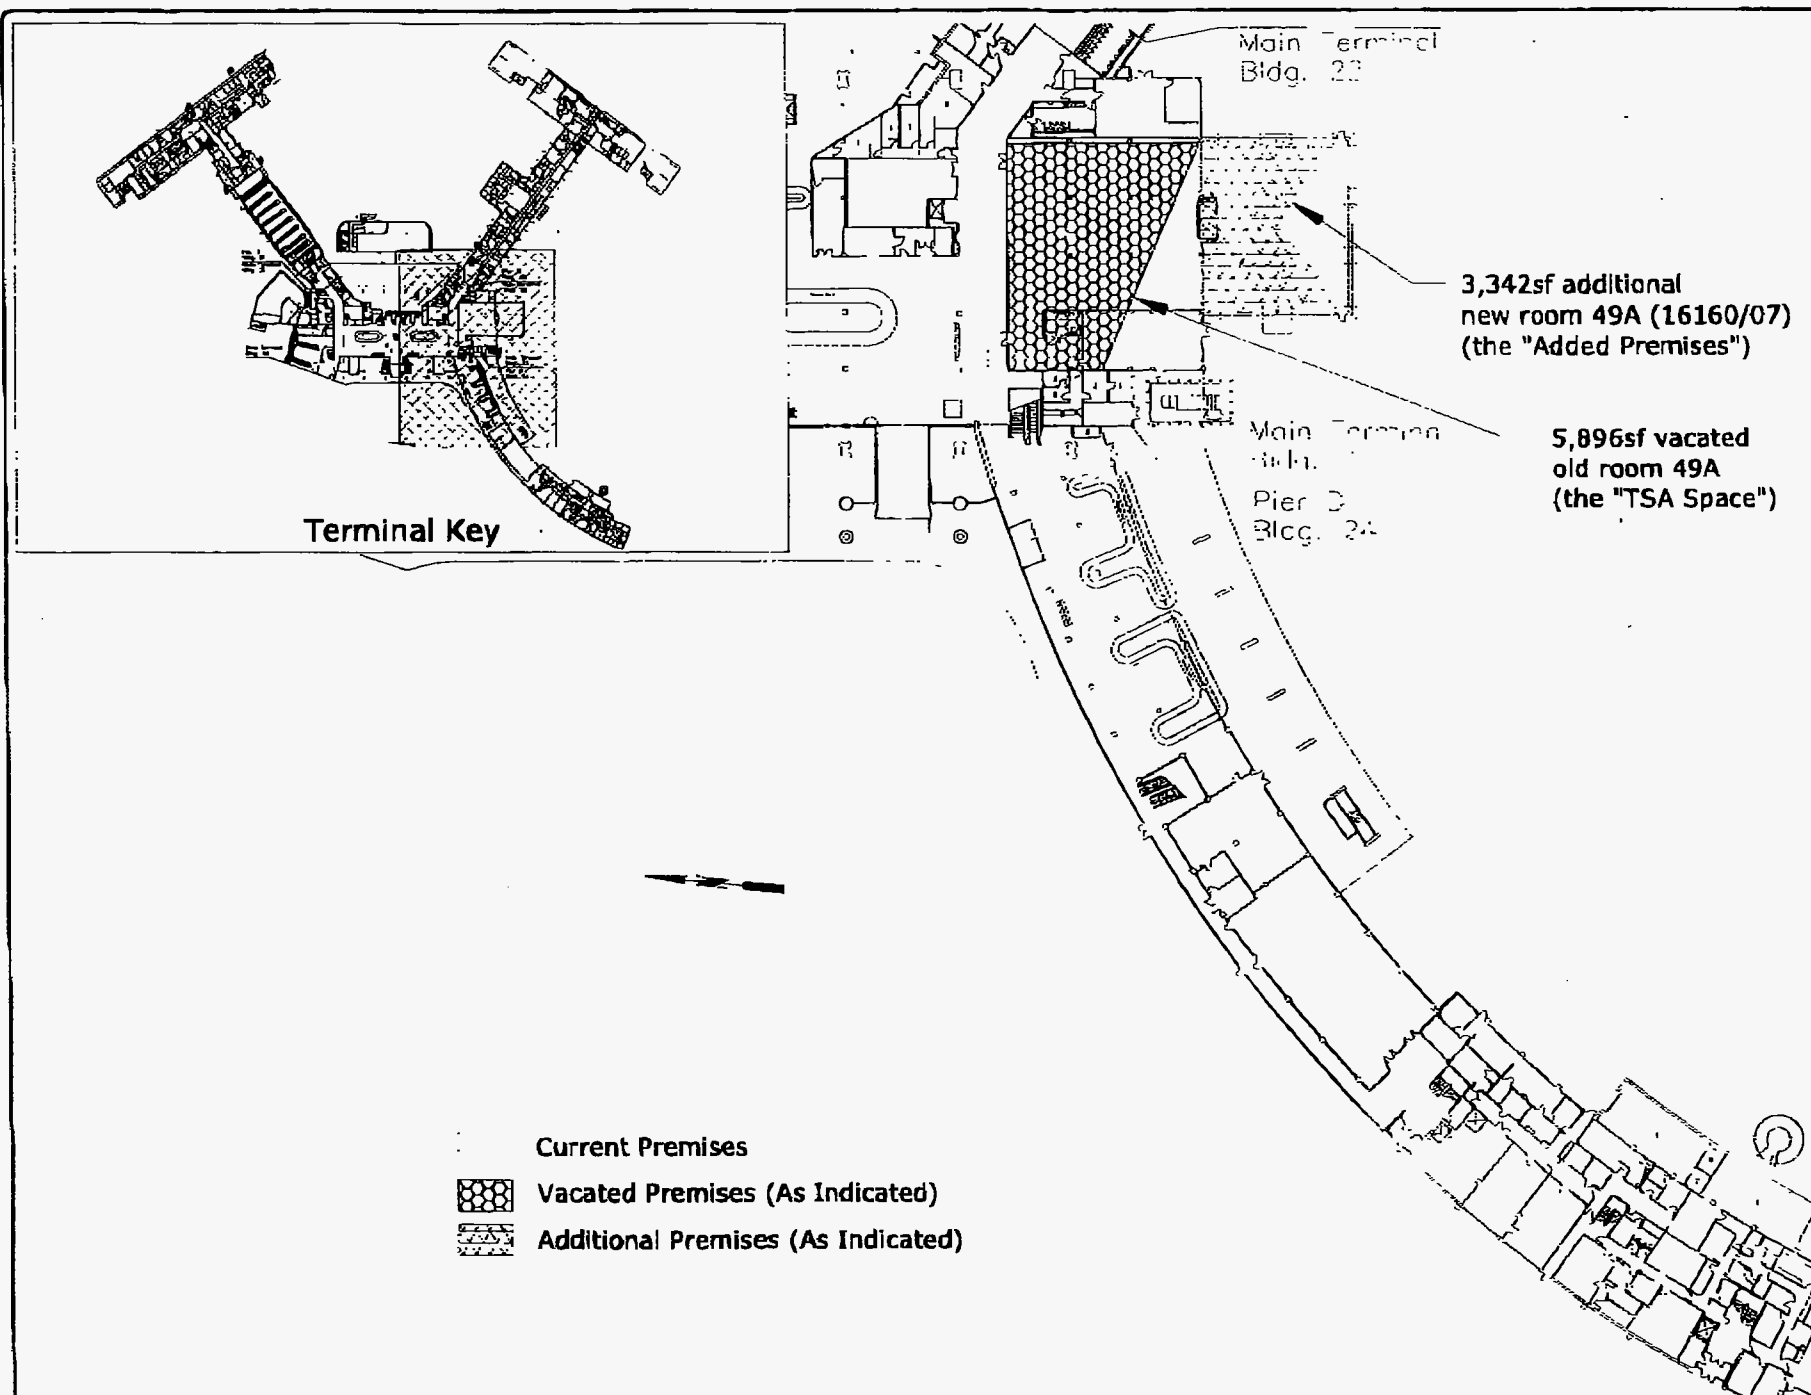 Main Terminal
Bldg. 23
3,342sf additional
new room 49A (16160/07)
(the "Added Premises")
5,896sf vacated
old room 49A
(the "TSA Space")
Main
Pier D
Terminal Key
Current Premises
Vacated Premises (As Indicated)
Additional Premises (As Indicated)